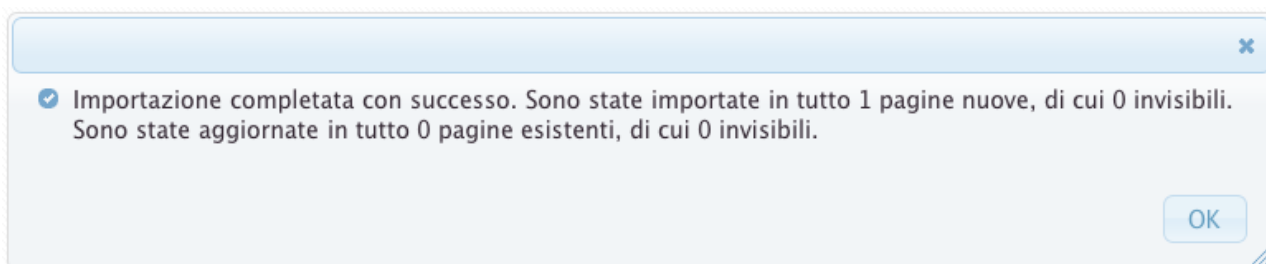 Importazione completata con successo. Sono state importate in tutto 1 pagine nuove, di cui 0 invisibili.
Sono state aggiornate in tutto 0 pagine esistenti, di cui 0 invisibili.
OK